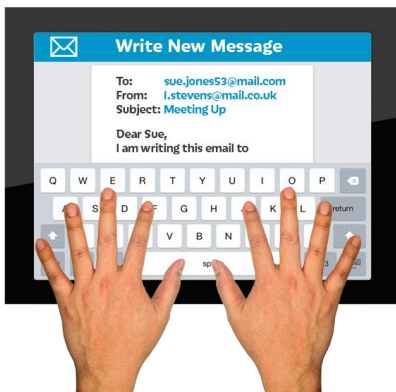 Write New Message
To: sue.jones53@mail.com
From: l.stevens@mail.co.uk
Subject: Meeting Up
Dear Sue,
I am writing this email to
Q W E R T Y U I O P
S D G H K L return
V B N